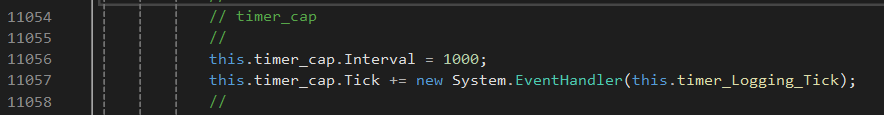 11054 // timer_cap
11055 //
11056 this.timer_cap.Interval = 1000;
11057 this.timer_cap.Tick += new System.EventHandler(this.timer_Logging_Tick);
11058 //